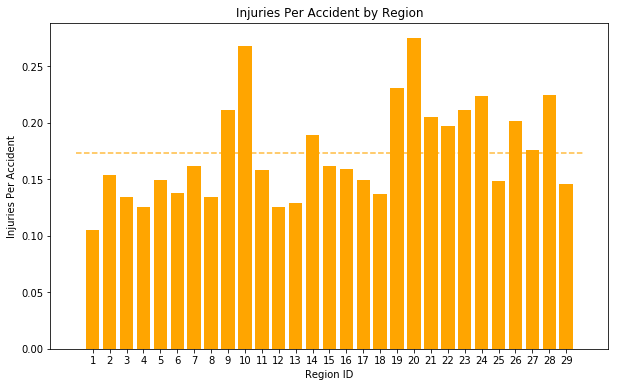 Injuries Per Accident by Region
Injuries Per Accident
0.25
0.20
0.15
0.10
0.05
0.00
1 2 3 4 5 6 7 8 9 10 11 12 13 14 15 16 17 18 19 20 21 22 23 24 25 26 27 28 29
Region ID